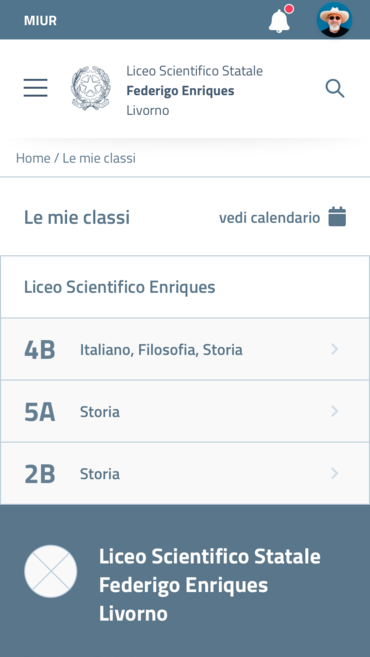 MIUR
Liceo Scientifico Statale
Federigo Enriques
Livorno
Home / Le mie classi
Le mie classi
vedi calendario
Liceo Scientifico Enriques
4B Italiano, Filosofia, Storia
5A Storia
2B Storia
Liceo Scientifico Statale
Federigo Enriques
Livorno